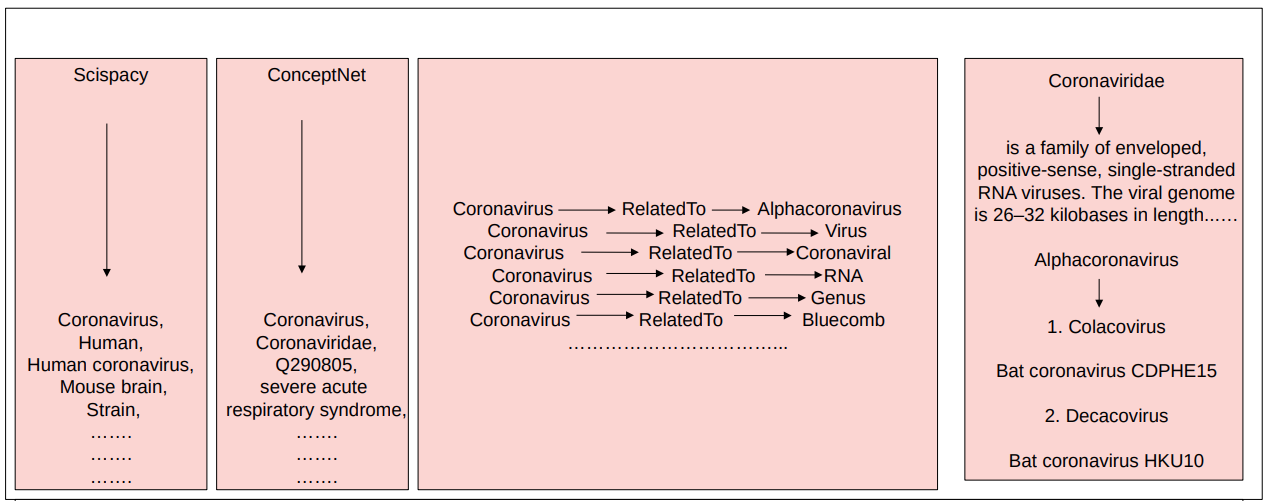 Scispacy
Coronavirus,
Human,
Human coronavirus,
Mouse brain,
Strain,
…….
…….
…….
ConceptNet
Coronavirus,
Coronaviridae,
Q290805,
severe acute
respiratory syndrome,
…….
…….
…….
Coronavirus RelatedTo Alphacoronavirus
Coronavirus RelatedTo Virus
Coronavirus RelatedTo Coronaviral
Coronavirus RelatedTo RNA
Coronavirus RelatedTo Genus
Coronavirus RelatedTo Bluecomb
……………………………...
Coronaviridae
is a family of enveloped,
positive-sense, single-stranded
RNA viruses. The viral genome
is 26–32 kilobases in length...…
Alphacoronavirus
1. Colacovirus
Bat coronavirus CDPHE15
2. Decacovirus
Bat coronavirus HKU10